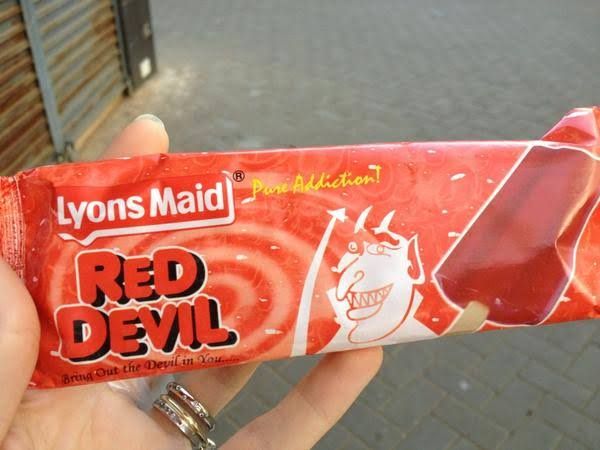 Lyons Maid®
Pure Addiction!
RED
DEVIL
Bring Out the Devil in You.....